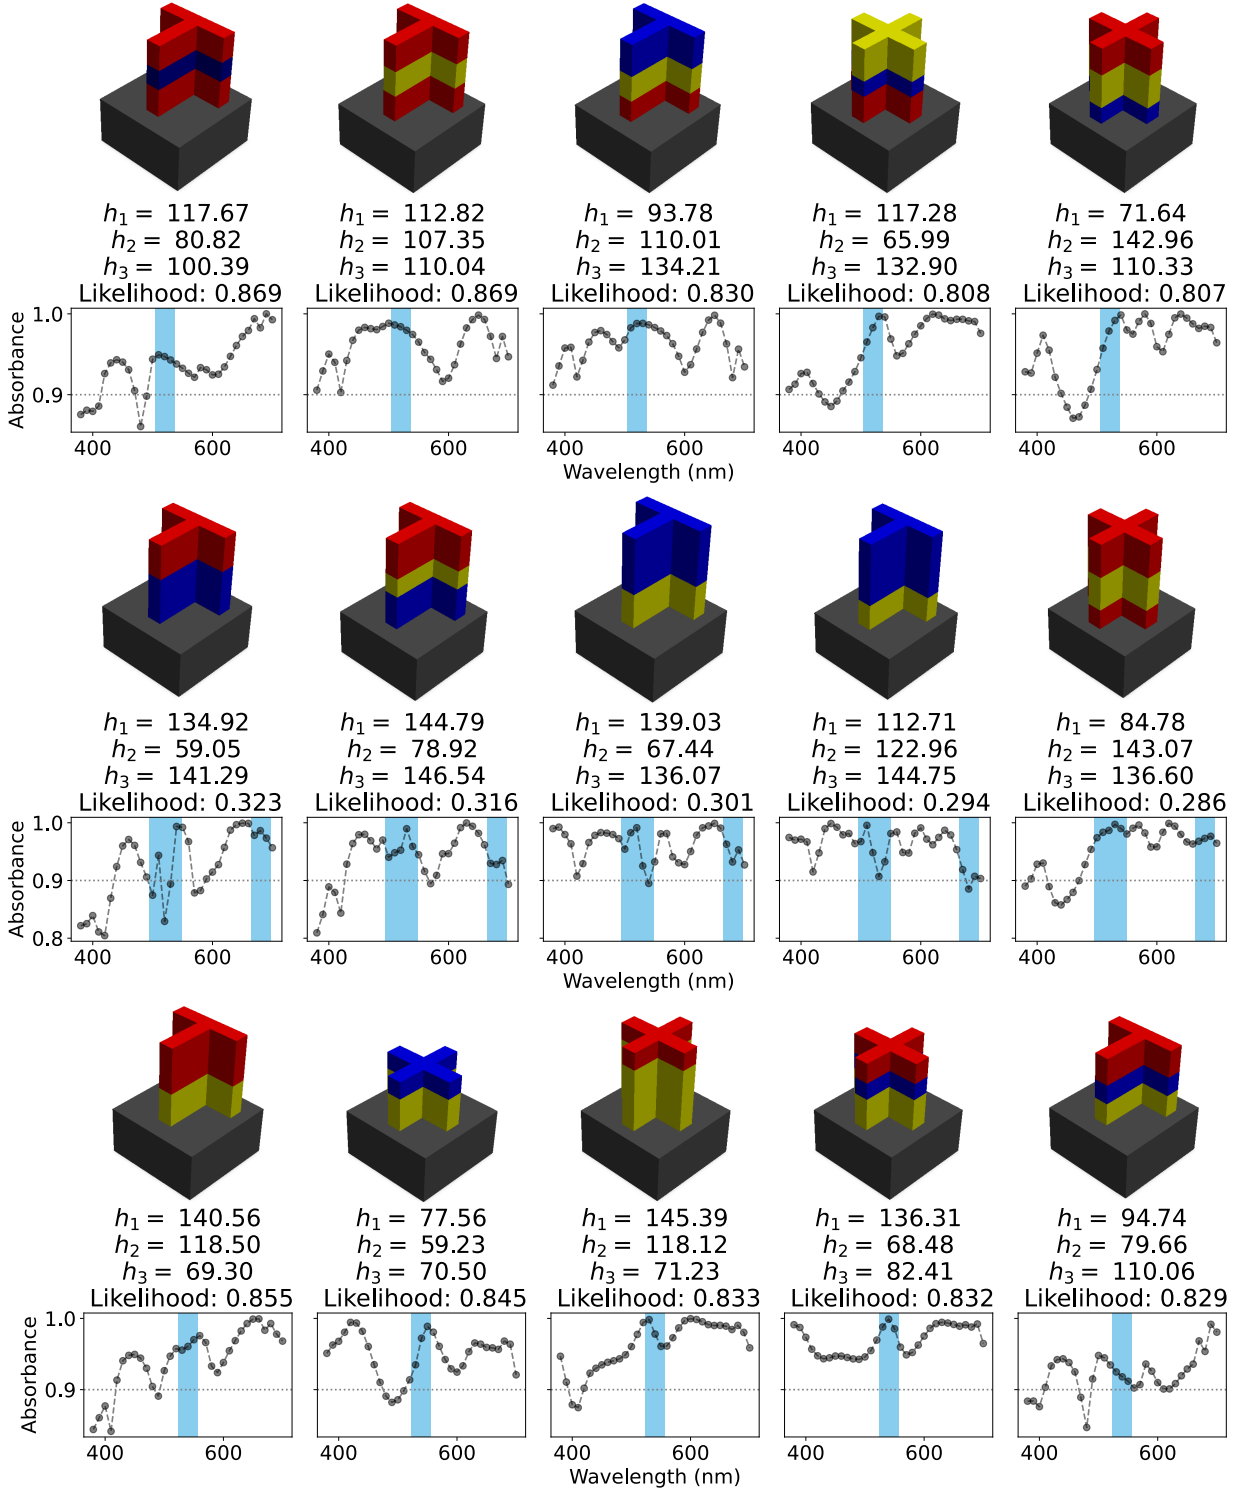 h₁ = 117.67 h₁ = 112.82 h₁ = 93.78 h₁ = 117.28 h₁ = 71.64
h₂ = 80.82 h₂ = 107.35 h₂ = 110.01 h₂ = 65.99 h₂ = 142.96
h₃ = 100.39 h₃ = 110.04 h₃ = 134.21 h₃ = 132.90 h₃ = 110.33
Likelihood: 0.869 Likelihood: 0.869 Likelihood: 0.830 Likelihood: 0.808 Likelihood: 0.807
1.0
0.9
Absorbance
400 600 400 600 400 600 400 600 400 600
Wavelength (nm)
h₁ = 134.92 h₁ = 144.79 h₁ = 139.03 h₁ = 112.71 h₁ = 84.78
h₂ = 59.05 h₂ = 78.92 h₂ = 67.44 h₂ = 122.96 h₂ = 143.07
h₃ = 141.29 h₃ = 146.54 h₃ = 136.07 h₃ = 144.75 h₃ = 136.60
Likelihood: 0.323 Likelihood: 0.316 Likelihood: 0.301 Likelihood: 0.294 Likelihood: 0.286
1.0
0.9
0.8
Absorbance
400 600 400 600 400 600 400 600 400 600
Wavelength (nm)
h₁ = 140.56 h₁ = 77.56 h₁ = 145.39 h₁ = 136.31 h₁ = 94.74
h₂ = 118.50 h₂ = 59.23 h₂ = 118.12 h₂ = 68.48 h₂ = 79.66
h₃ = 69.30 h₃ = 70.50 h₃ = 71.23 h₃ = 82.41 h₃ = 110.06
Likelihood: 0.855 Likelihood: 0.845 Likelihood: 0.833 Likelihood: 0.832 Likelihood: 0.829
1.0
0.9
Absorbance
400 600 400 600 400 600 400 600 400 600
Wavelength (nm)